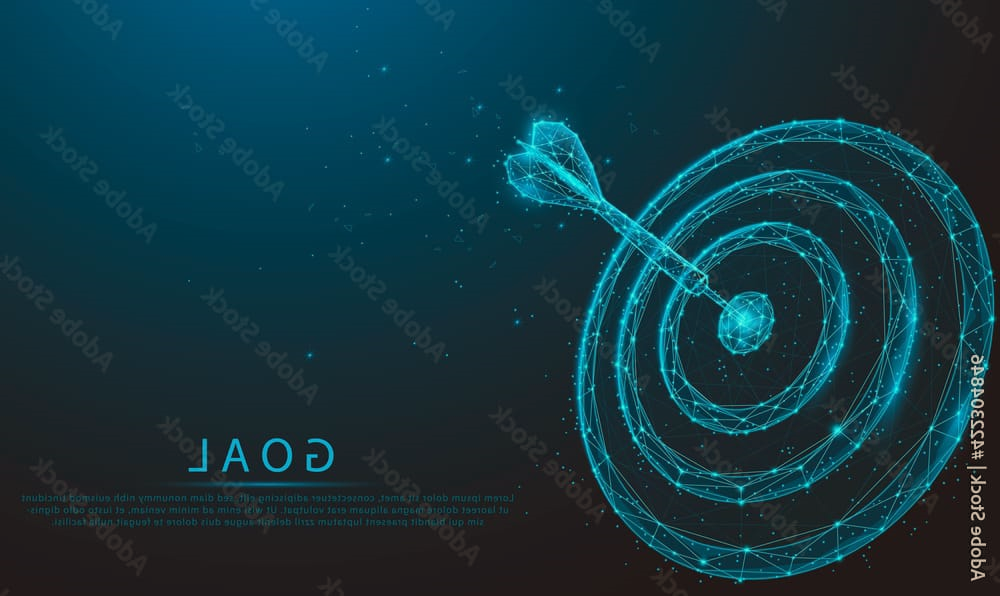 GOAL
Lorem ipsum dolor sit amet, consectetuer adipiscing elit, sed diam nonummy nibh euismod tincidunt
ut laoreet dolore magna aliquam erat volutpat. Ut wisi enim ad minim veniam, et iusto odio dignis-
sim qui blandit praesent luptatum zzril delenit augue duis dolore te feugait nulla facilisi.
Adobe Stock | #442304846